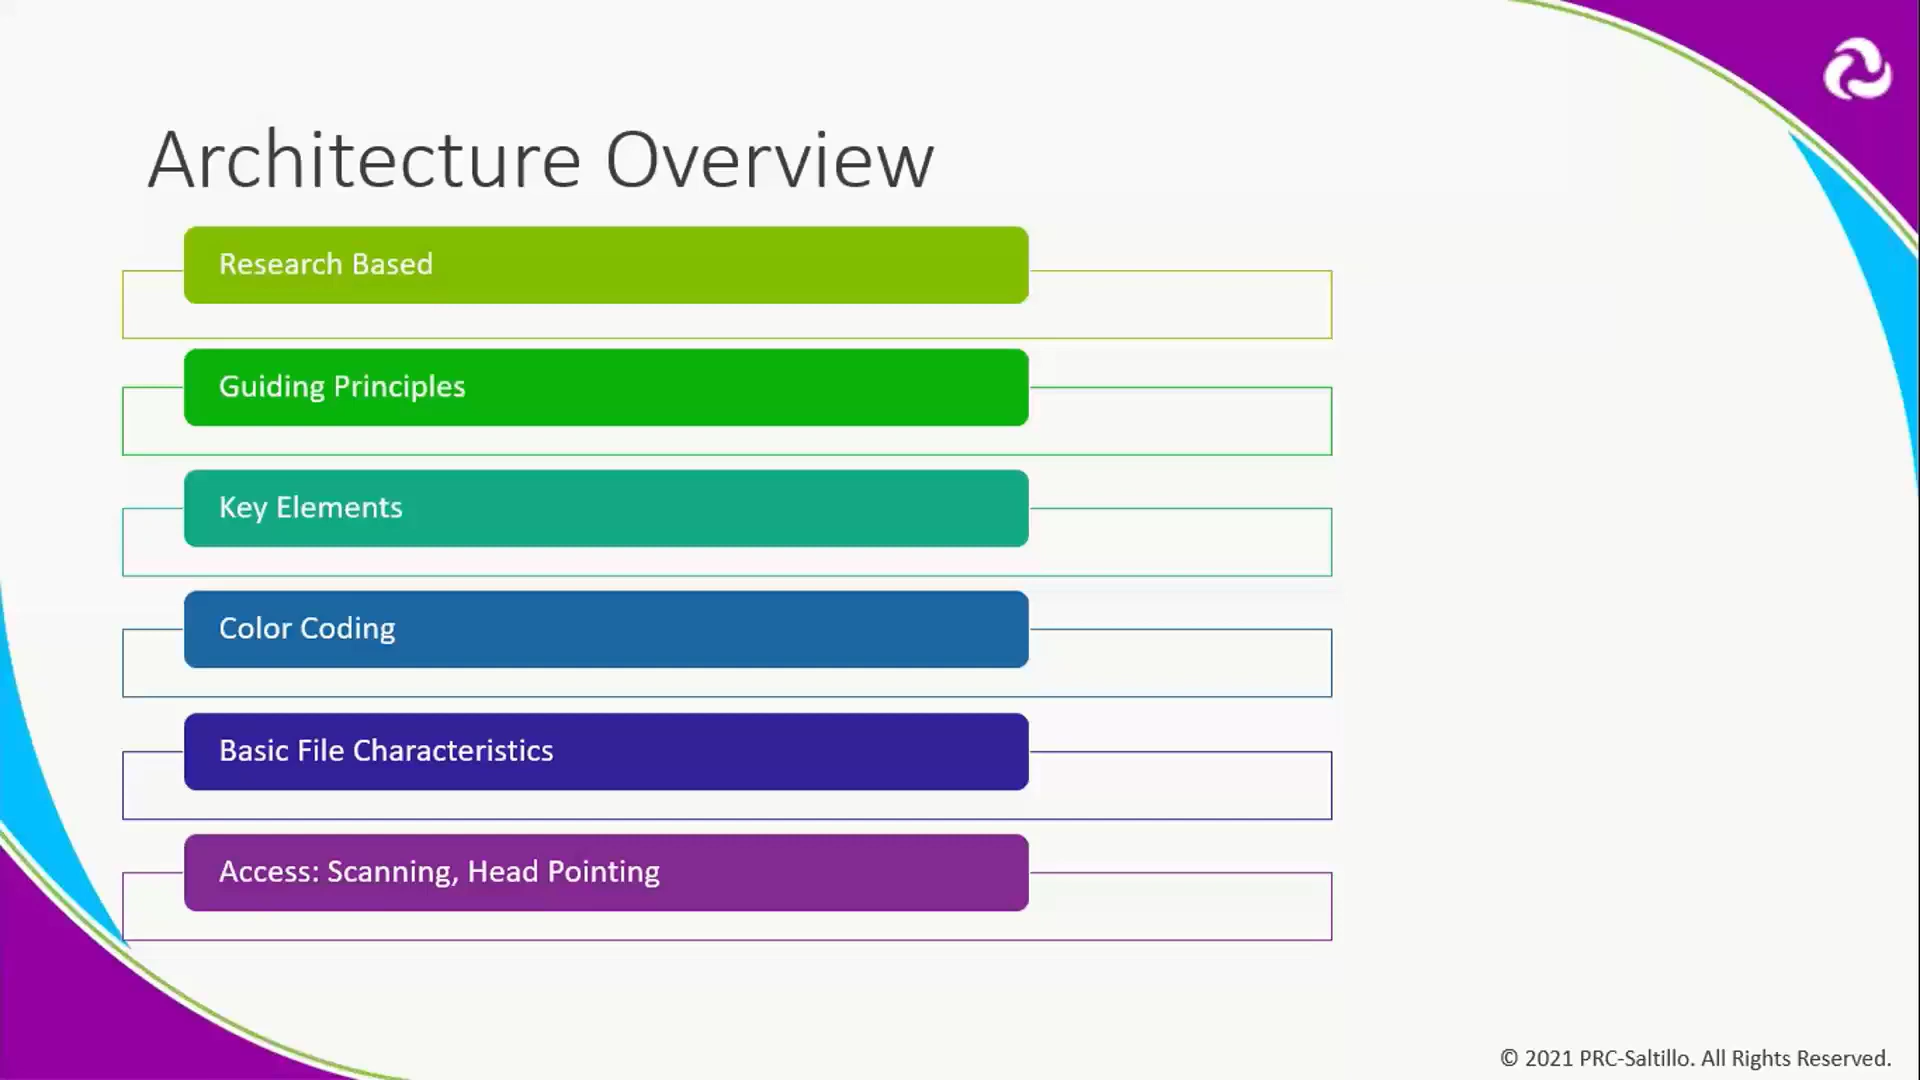 Architecture Overview
Research Based
Guiding Principles
Key Elements
Color Coding
Basic File Characteristics
Access: Scanning, Head Pointing
© 2021 PRC-Saltillo. All Rights Reserved.